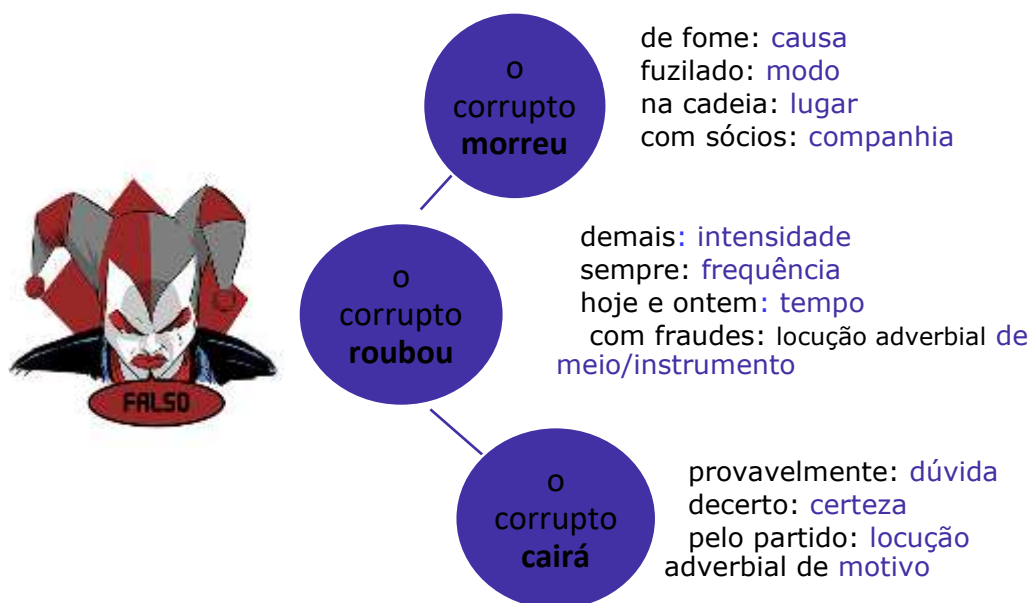 o
corrupto
morreu
de fome: causa
fuzilado: modo
na cadeia: lugar
com sócios: companhia
FALSO
o
corrupto
roubou
demais: intensidade
sempre: frequência
hoje e ontem: tempo
com fraudes: locução adverbial de
meio/instrumento
o
corrupto
cairá
provavelmente: dúvida
decerto: certeza
pelo partido: locução
adverbial de motivo